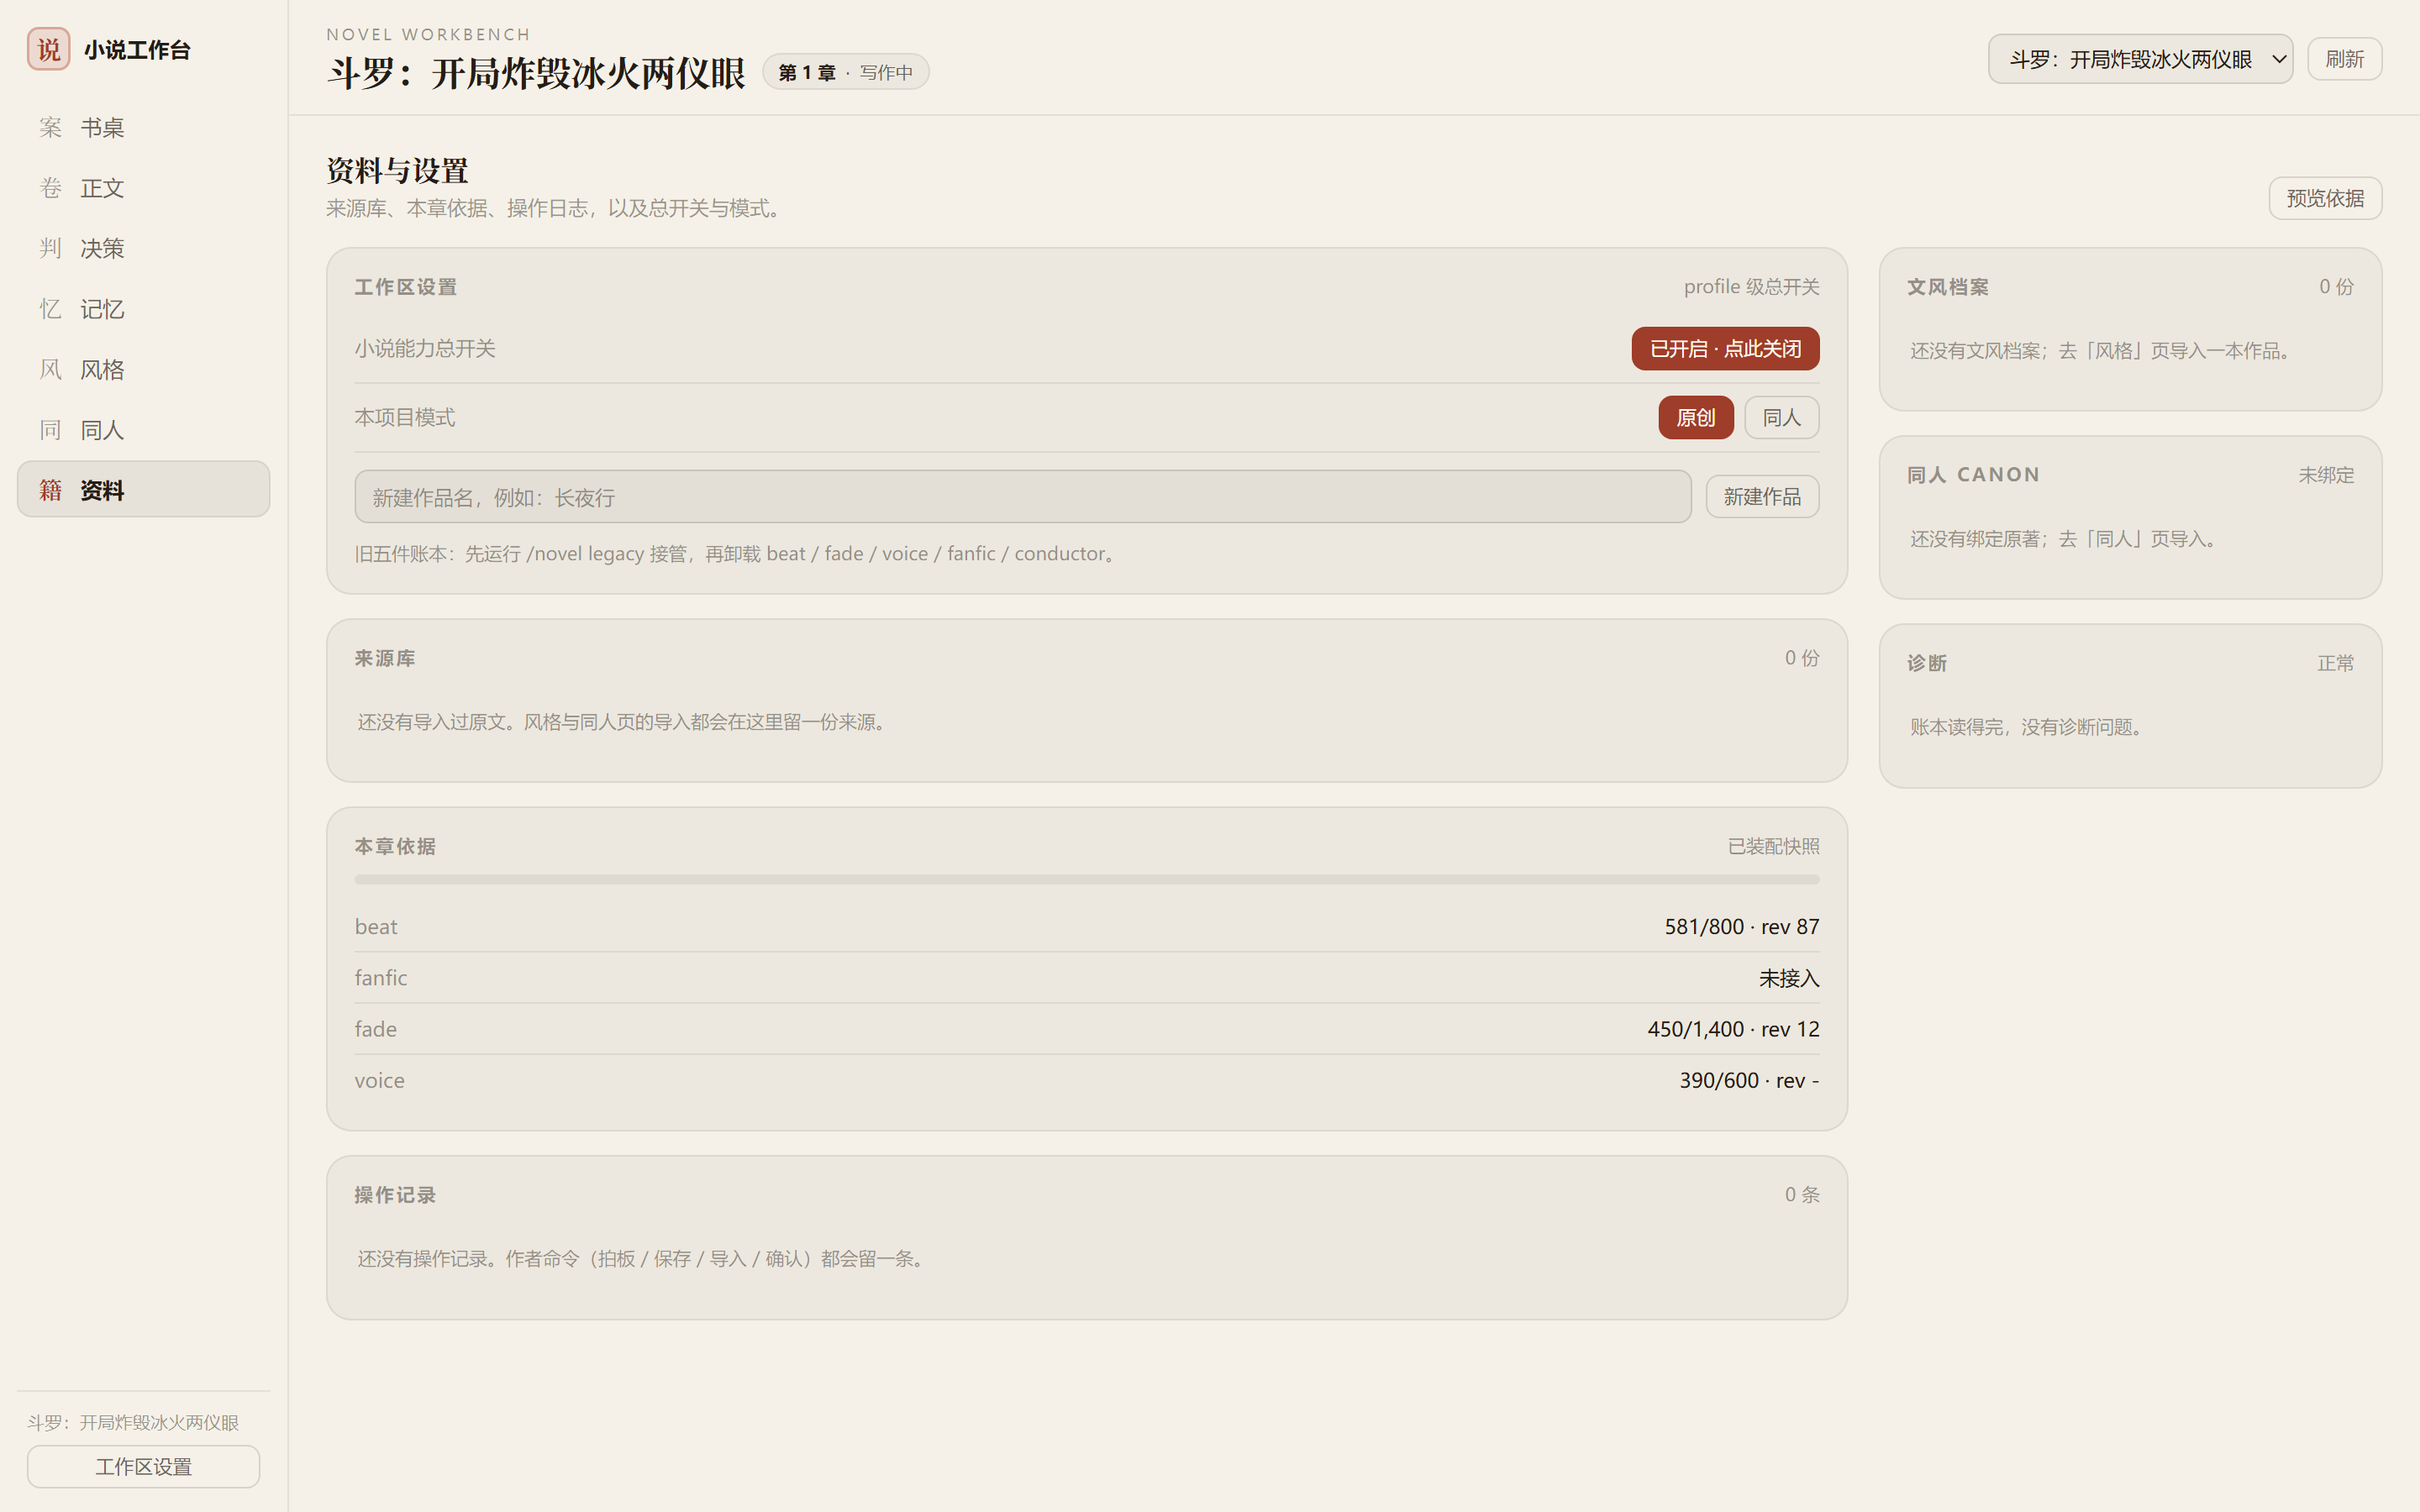 说 小说工作台
案 书桌
卷 正文
判 决策
忆 记忆
风 风格
同 同人
籍 资料
斗罗：开局炸毁冰火两仪眼
工作区设置
NOVEL WORKBENCH
斗罗：开局炸毁冰火两仪眼 第 1 章 · 写作中
斗罗：开局炸毁冰火两仪眼 刷新
资料与设置
来源库、本章依据、操作日志，以及总开关与模式。
预览依据
工作区设置 profile 级总开关
小说能力总开关 已开启 · 点此关闭
本项目模式 原创 同人
新建作品名，例如：长夜行 新建作品
旧五件账本：先运行 /novel legacy 接管，再卸载 beat / fade / voice / fanfic / conductor。
来源库 0 份
还没有导入过原文。风格与同人页的导入都会在这里留一份来源。
本章依据 已装配快照
beat 581/800 · rev 87
fanfic 未接入
fade 450/1,400 · rev 12
voice 390/600 · rev -
操作记录 0 条
还没有操作记录。作者命令（拍板 / 保存 / 导入 / 确认）都会留一条。
文风档案 0 份
还没有文风档案；去「风格」页导入一本作品。
同人 CANON 未绑定
还没有绑定原著；去「同人」页导入。
诊断 正常
账本读得完，没有诊断问题。